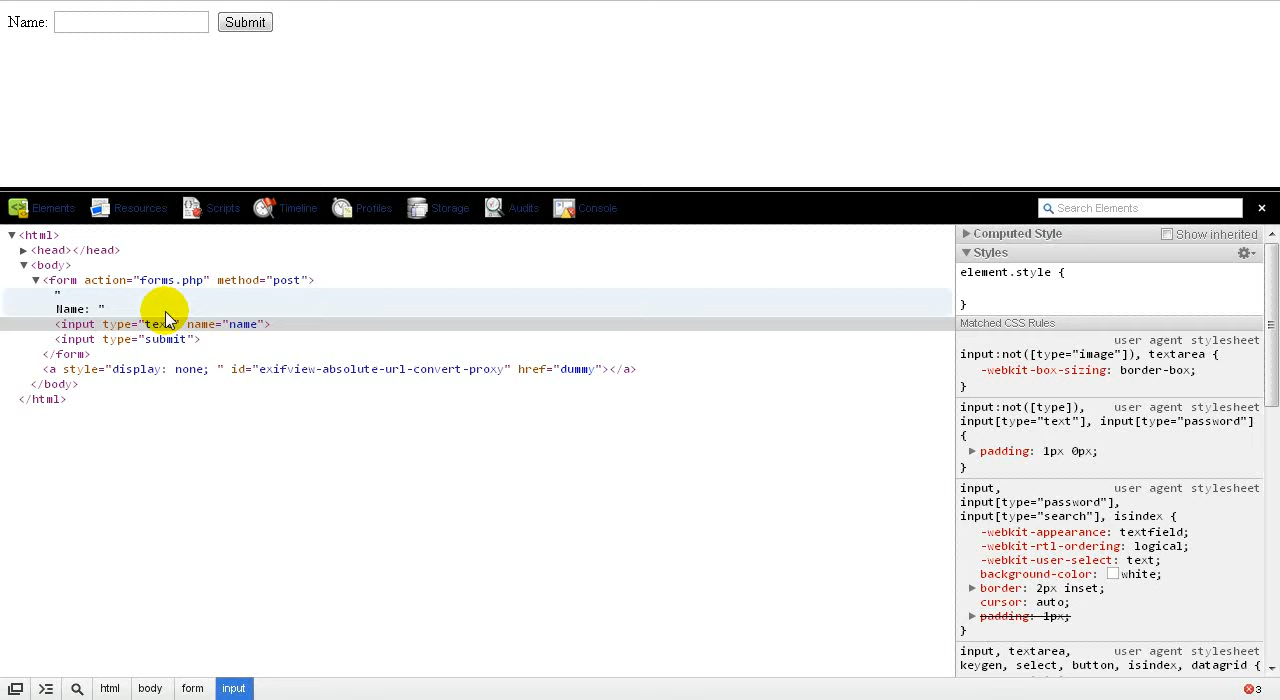 Name: Submit
Elements Resources Scripts Timeline Profiles Storage Audits Console Search Elements ×
▼<html>
▶<head></head>
▼<body>
▼<form action="forms.php" method="post">
"
Name: "
<input type="text" name="name">
<input type="submit">
</form>
<a style="display: none; " id="exifview-absolute-url-convert-proxy" href="dummy"></a>
</body>
</html>
▶ Computed Style Show inherited
▼ Styles
element.style {
}
Matched CSS Rules
user agent stylesheet
input:not([type="image"]), textarea {
-webkit-box-sizing: border-box;
}
input:not([type]), user agent stylesheet
input[type="text"], input[type="password"]
{
▶ padding: 1px 0px;
}
input, user agent stylesheet
input[type="password"],
input[type="search"], isindex {
-webkit-appearance: textfield;
-webkit-rtl-ordering: logical;
-webkit-user-select: text;
background-color: white;
▶ border: 2px inset;
cursor: auto;
▶ padding: 1px;
}
input, textarea, user agent stylesheet
keygen, select, button, isindex, datagrid {
html body form input 3